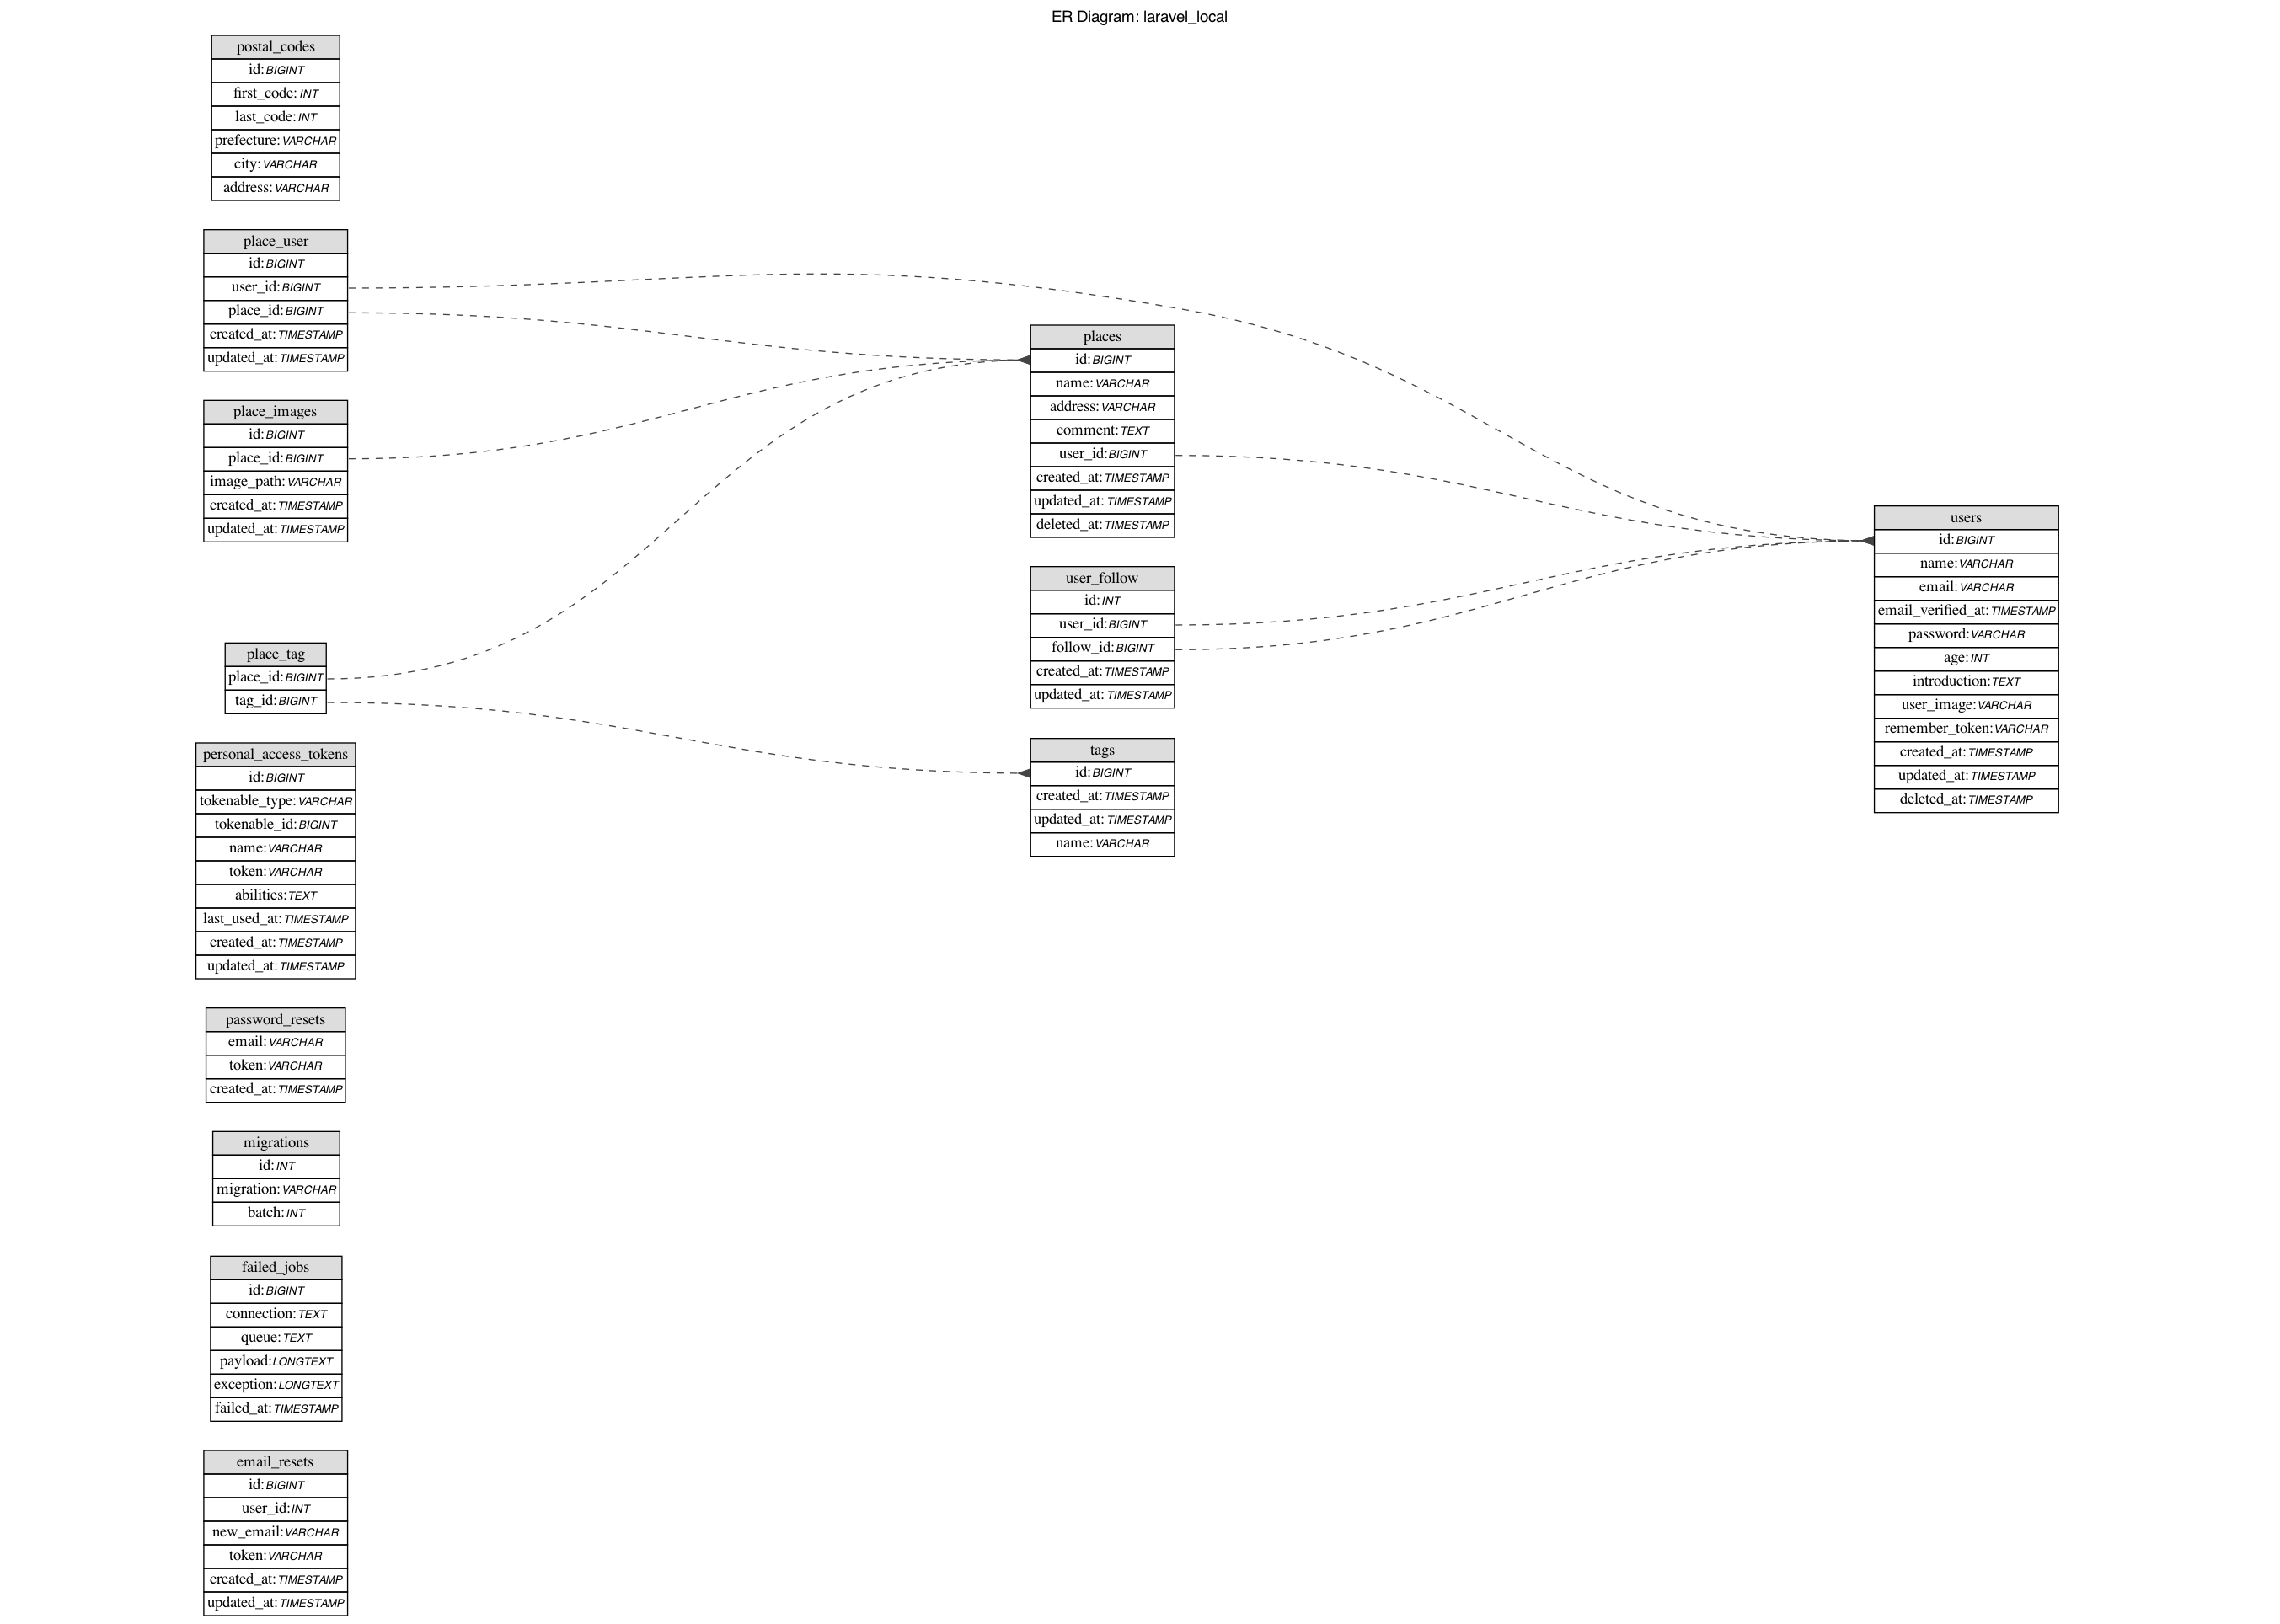 ER Diagram: laravel_local
postal_codes
id: BIGINT
first_code: INT
last_code: INT
prefecture: VARCHAR
city: VARCHAR
address: VARCHAR
place_user
id: BIGINT
user_id: BIGINT
place_id: BIGINT
created_at: TIMESTAMP
updated_at: TIMESTAMP
place_images
id: BIGINT
place_id: BIGINT
image_path: VARCHAR
created_at: TIMESTAMP
updated_at: TIMESTAMP
place_tag
place_id: BIGINT
tag_id: BIGINT
personal_access_tokens
id: BIGINT
tokenable_type: VARCHAR
tokenable_id: BIGINT
name: VARCHAR
token: VARCHAR
abilities: TEXT
last_used_at: TIMESTAMP
created_at: TIMESTAMP
updated_at: TIMESTAMP
password_resets
email: VARCHAR
token: VARCHAR
created_at: TIMESTAMP
migrations
id: INT
migration: VARCHAR
batch: INT
failed_jobs
id: BIGINT
connection: TEXT
queue: TEXT
payload: LONGTEXT
exception: LONGTEXT
failed_at: TIMESTAMP
email_resets
id: BIGINT
user_id: INT
new_email: VARCHAR
token: VARCHAR
created_at: TIMESTAMP
updated_at: TIMESTAMP
places
id: BIGINT
name: VARCHAR
address: VARCHAR
comment: TEXT
user_id: BIGINT
created_at: TIMESTAMP
updated_at: TIMESTAMP
deleted_at: TIMESTAMP
user_follow
id: INT
user_id: BIGINT
follow_id: BIGINT
created_at: TIMESTAMP
updated_at: TIMESTAMP
tags
id: BIGINT
created_at: TIMESTAMP
updated_at: TIMESTAMP
name: VARCHAR
users
id: BIGINT
name: VARCHAR
email: VARCHAR
email_verified_at: TIMESTAMP
password: VARCHAR
age: INT
introduction: TEXT
user_image: VARCHAR
remember_token: VARCHAR
created_at: TIMESTAMP
updated_at: TIMESTAMP
deleted_at: TIMESTAMP